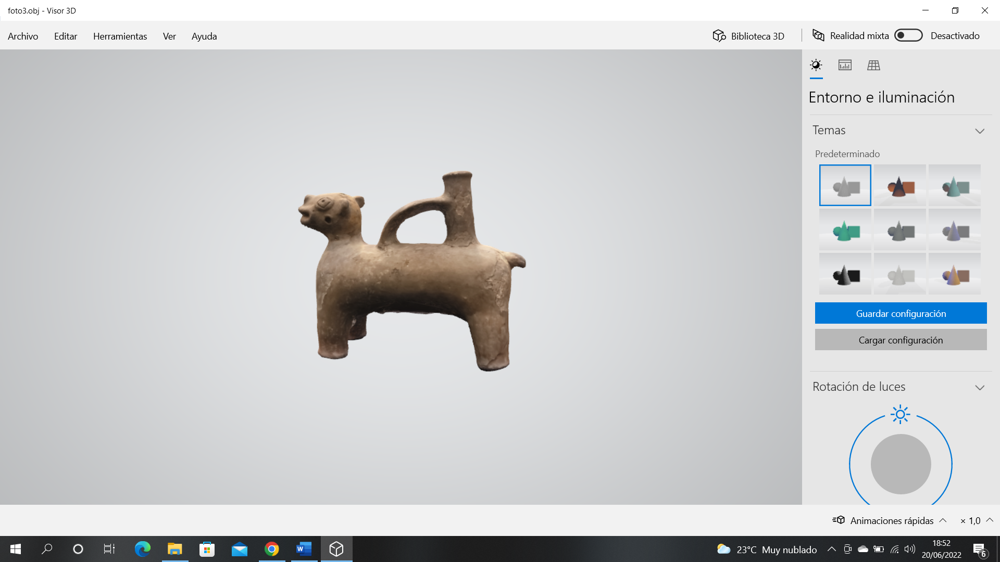 foto3.obj - Visor 3D
Archivo Editar Herramientas Ver Ayuda
Biblioteca 3D
Realidad mixta
Desactivado
Entorno e iluminación
Temas
Predeterminado
Guardar configuración
Cargar configuración
Rotación de luces
Animaciones rápidas
× 1,0
W
23°C Muy nublado
18:52
20/06/2022
6